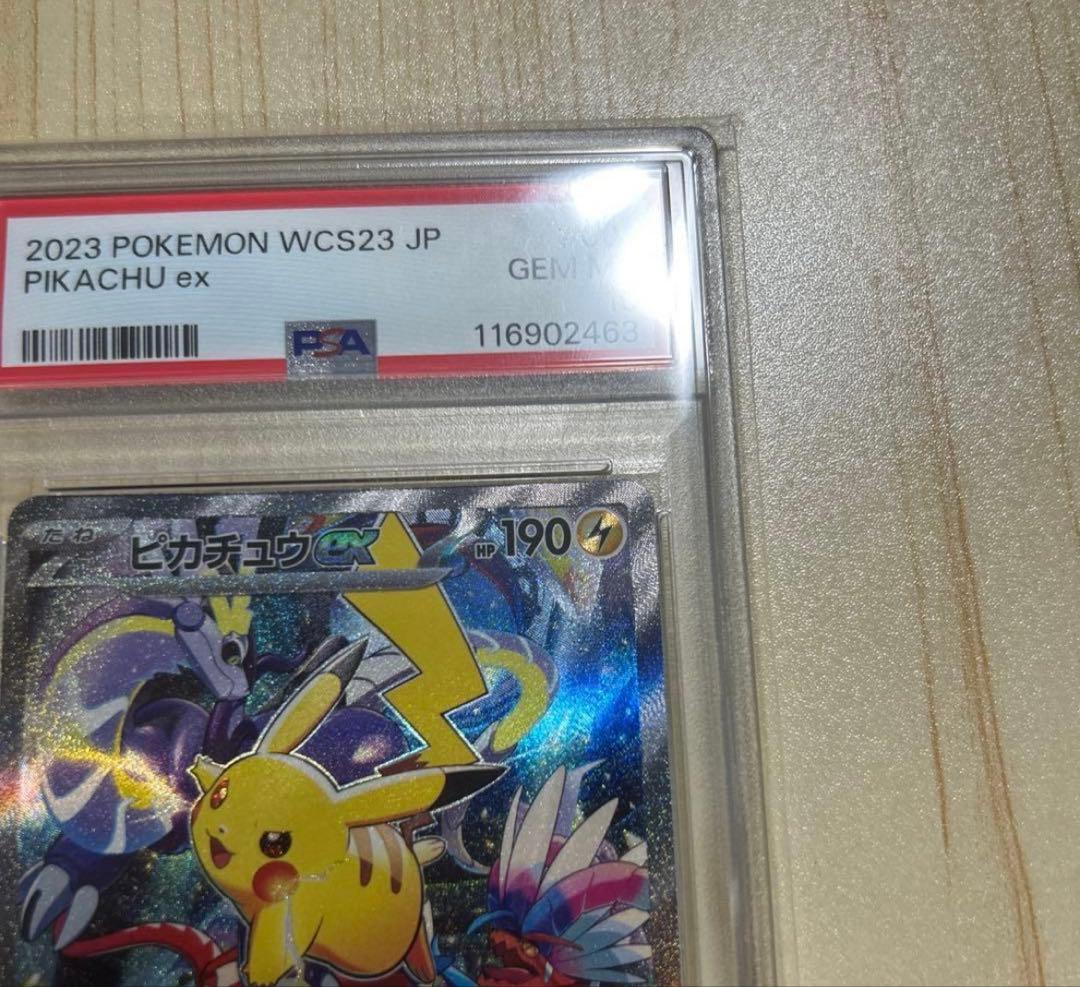 2023 POKEMON WCS23 JP
PIKACHU ex
GEM M
PSA
116902463
たね
ピカチュウex
HP 190